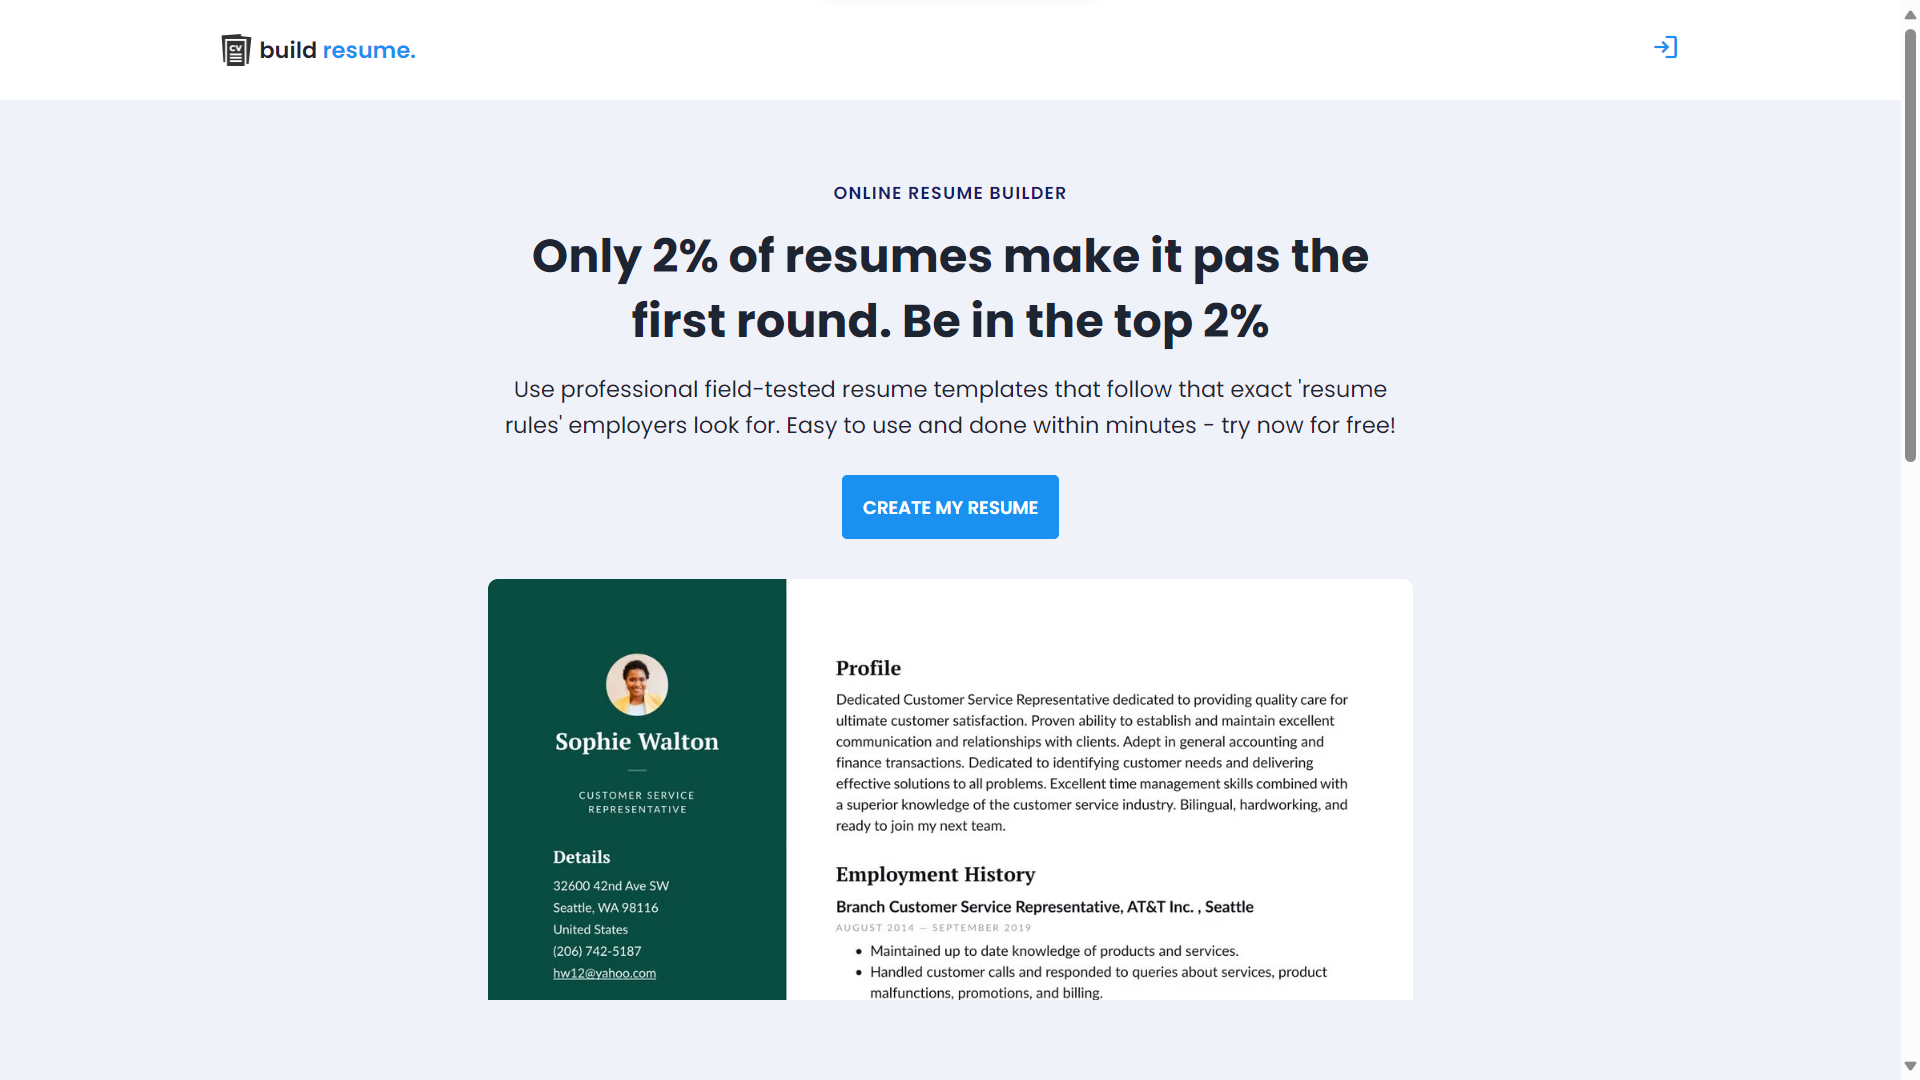 CV
build resume.
ONLINE RESUME BUILDER
Only 2% of resumes make it pas the
first round. Be in the top 2%
Use professional field-tested resume templates that follow that exact 'resume
rules' employers look for. Easy to use and done within minutes - try now for free!
CREATE MY RESUME
Sophie Walton
CUSTOMER SERVICE
REPRESENTATIVE
Details
32600 42nd Ave SW
Seattle, WA 98116
United States
(206) 742-5187
hw12@yahoo.com
Profile
Dedicated Customer Service Representative dedicated to providing quality care for
ultimate customer satisfaction. Proven ability to establish and maintain excellent
communication and relationships with clients. Adept in general accounting and
finance transactions. Dedicated to identifying customer needs and delivering
effective solutions to all problems. Excellent time management skills combined with
a superior knowledge of the customer service industry. Bilingual, hardworking, and
ready to join my next team.
Employment History
Branch Customer Service Representative, AT&T Inc. , Seattle
AUGUST 2014 — SEPTEMBER 2019
• Maintained up to date knowledge of products and services.
• Handled customer calls and responded to queries about services, product
malfunctions, promotions, and billing.